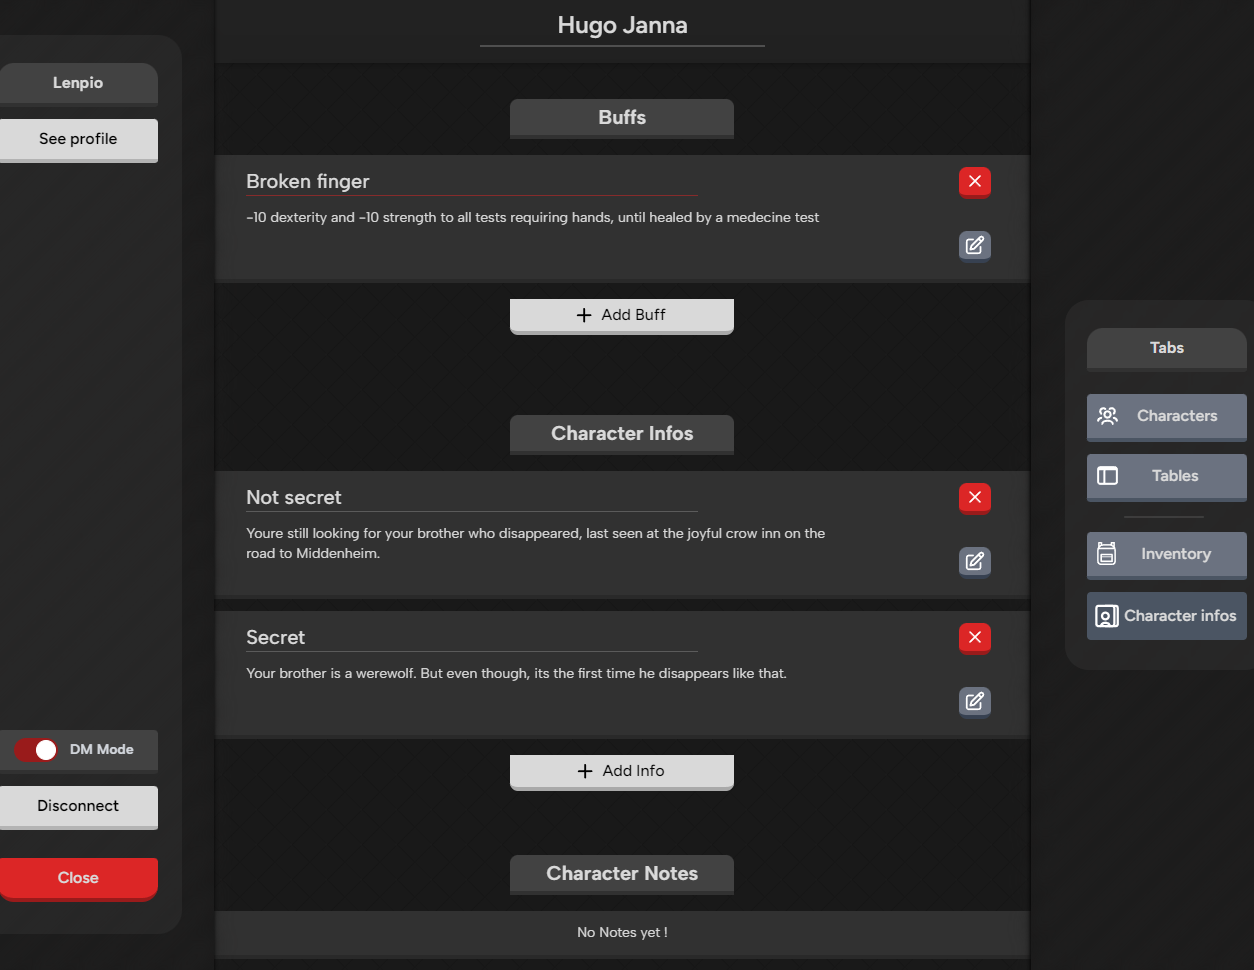 Hugo Janna
Lenpio
See profile
Buffs
Broken finger
-10 dexterity and -10 strength to all tests requiring hands, until healed by a medecine test
Add Buff
Character Infos
Not secret
Youre still looking for your brother who disappeared, last seen at the joyful crow inn on the
road to Middenheim.
Secret
Your brother is a werewolf. But even though, its the first time he disappears like that.
Add Info
Character Notes
No Notes yet !
DM Mode
Disconnect
Close
Tabs
Characters
Tables
Inventory
Character infos